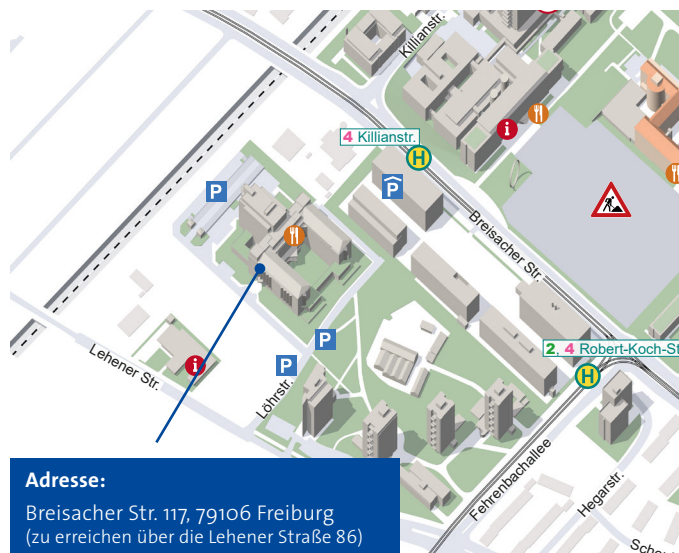 Killianstr.
i
4 Killianstr.
H
P
P
Breisacher Str.
2, 4 Robert-Koch-St
H
P
P
i
Lehener Str.
Löhrstr.
Fehrenbachallee
Hegarstr.
Adresse:
Breisacher Str. 117, 79106 Freiburg
(zu erreichen über die Lehener Straße 86)